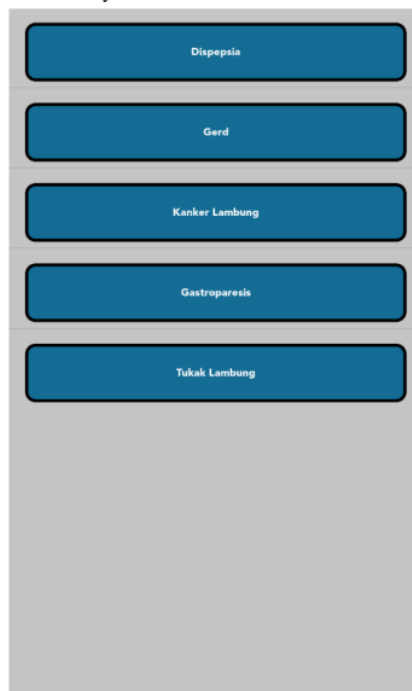 Dispepsia
Gerd
Kanker Lambung
Gastroparesis
Tukak Lambung